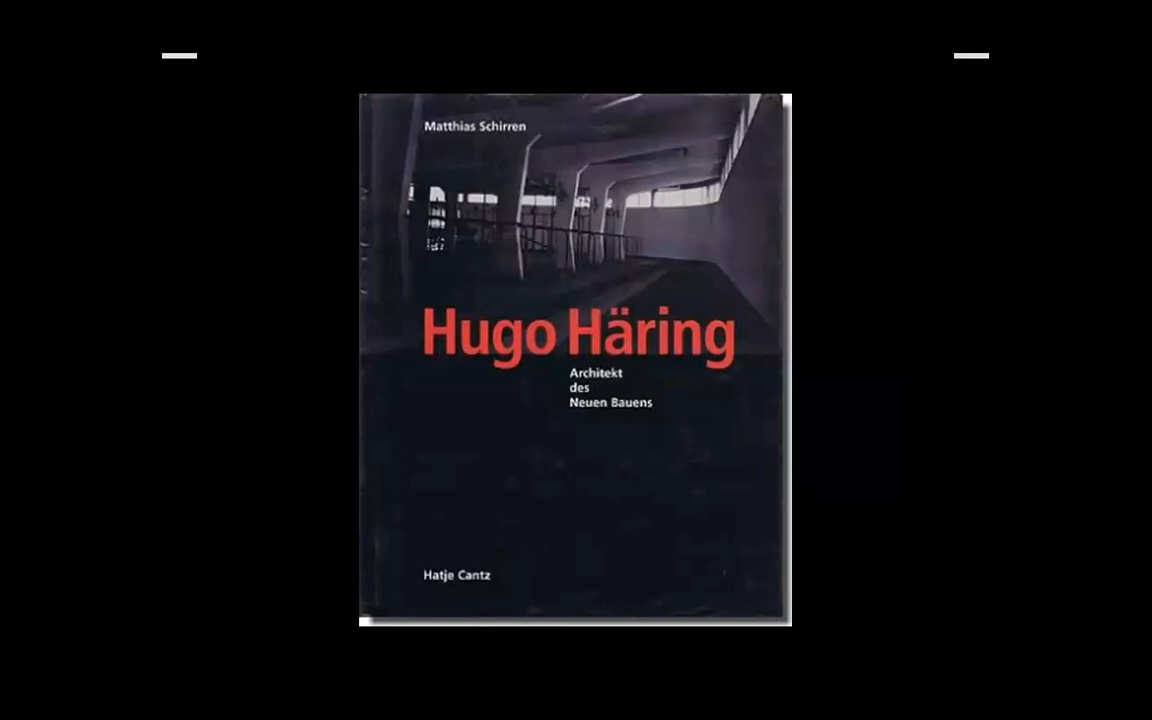 Matthias Schirren
Hugo Häring
Architekt
des
Neuen Bauens
Hatje Cantz